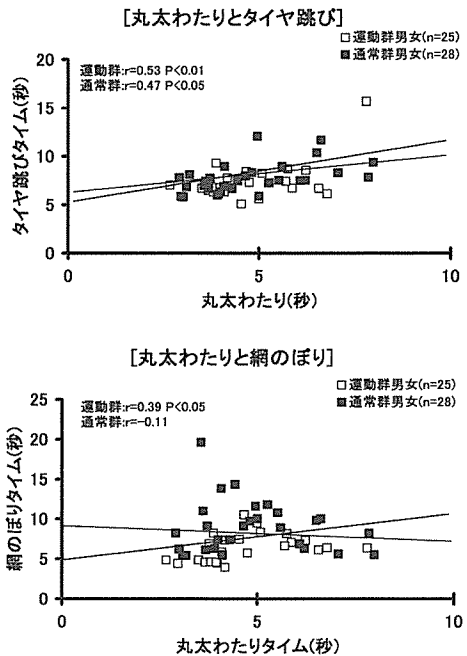 [丸太わたりとタイヤ跳び]
□運動群男女(n=25)
■通常群男女(n=28)
運動群:r=0.53 P<0.01
通常群:r=0.47 P<0.05
20
15
10
5
0
タイヤ跳びタイム(秒)
0 5 10
丸太わたり(秒)
[丸太わたりと網のぼり]
□運動群男女(n=25)
■通常群男女(n=28)
運動群:r=0.39 P<0.05
通常群:r=-0.11
25
20
15
10
5
0
網のぼりタイム(秒)
0 5 10
丸太わたりタイム(秒)